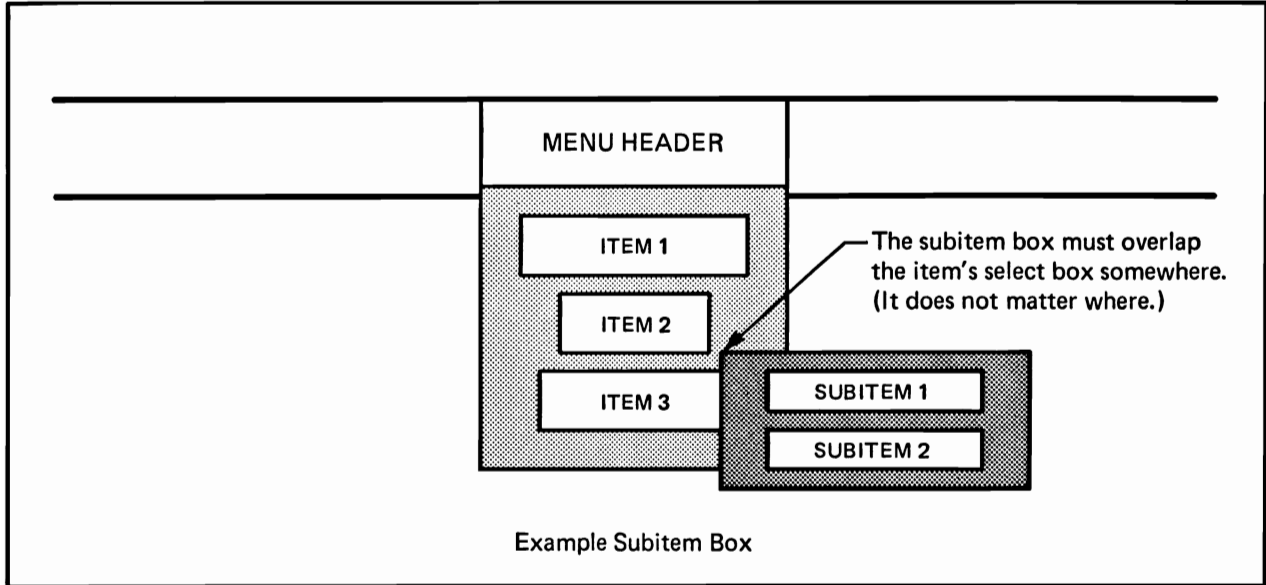 MENU HEADER
ITEM 1
The subitem box must overlap
the item's select box somewhere.
(It does not matter where.)
ITEM 2
ITEM 3
SUBITEM 1
SUBITEM 2
Example Subitem Box